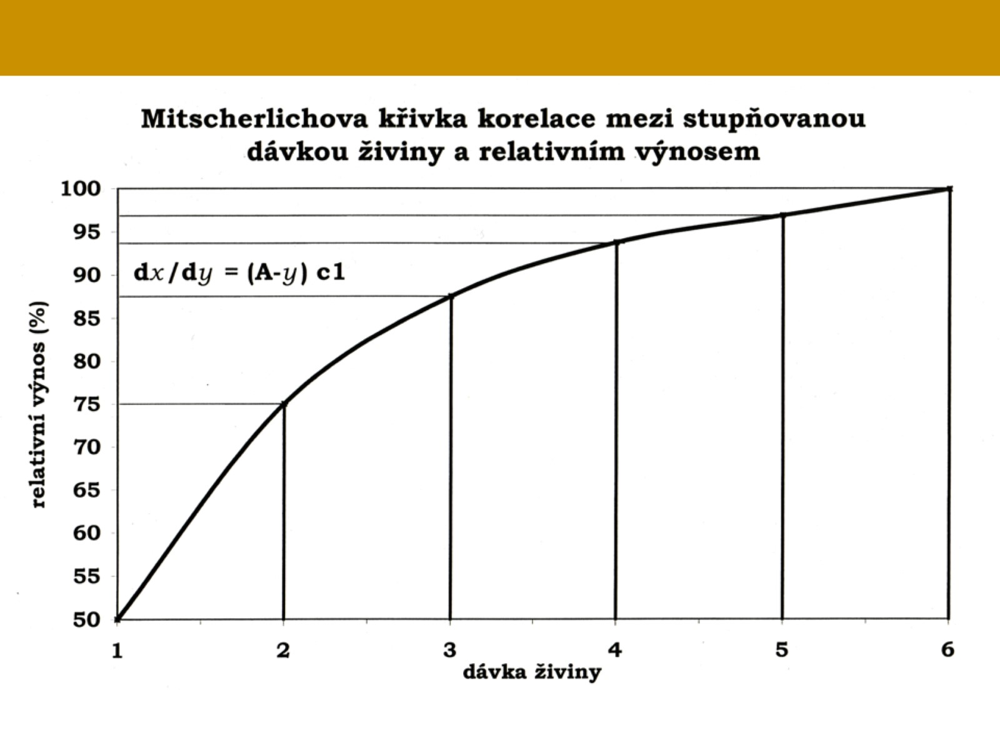 Mitscherlichova křivka korelace mezi stupňovanou
dávkou živiny a relativním výnosem
100
95
90
85
80
75
70
65
60
55
50
dx/dy = (A-y) c1
relativní výnos (%)
1 2 3 4 5 6
dávka živiny